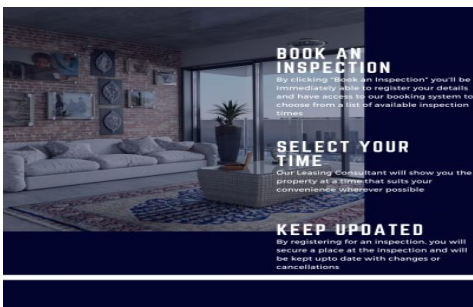 BOOK AN
INSPECTION
By clicking "Book an Inspection" you'll be
immediately able to register your details
and have access to our booking system to
choose from a list of available inspection
times
SELECT YOUR
TIME
Our Leasing Consultant will show you the
property at a time that suits your
convenience wherever possible
KEEP UPDATED
By registering for an inspection, you will
secure a place at the inspection and will
be kept upto date with changes or
cancellations